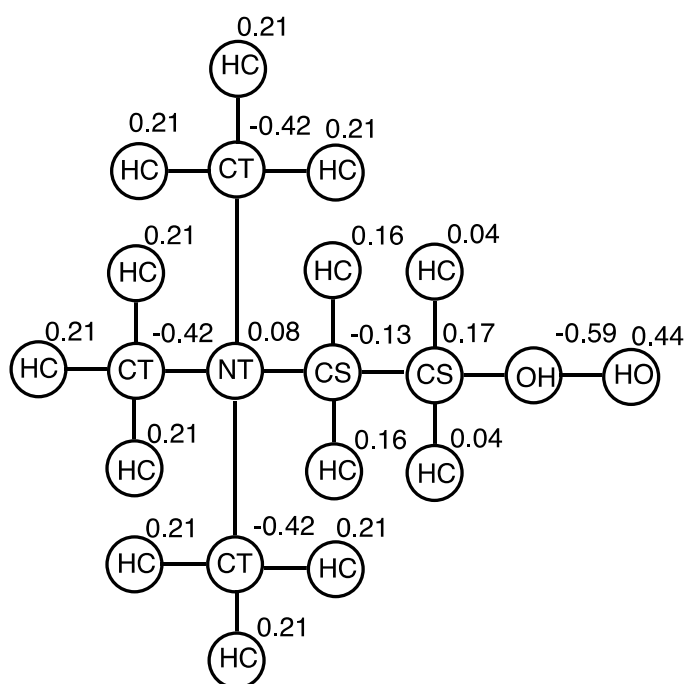 0.21
HC
0.21 -0.42 0.21
HC CT HC
0.21 0.16 0.04
HC HC HC
0.21 -0.42 0.08 -0.13 0.17 -0.59 0.44
HC CT NT CS CS OH HO
0.21 0.16 0.04
HC HC HC
0.21 -0.42 0.21
HC CT HC
0.21
HC